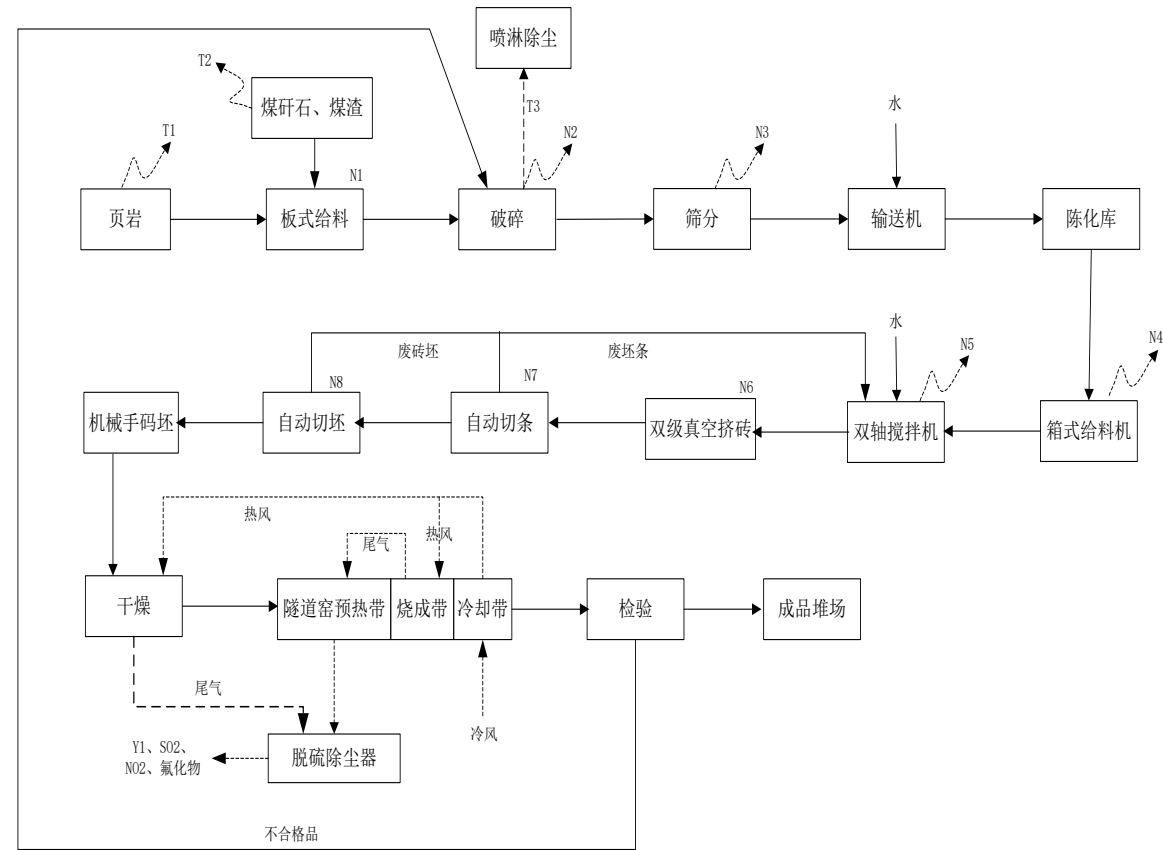 喷淋除尘
T2
煤矸石、煤渣
T3
水
T1
N1
N2
N3
页岩
板式给料
破碎
筛分
输送机
陈化库
水
废砖坯
废坯条
N8
N7
N6
N5
N4
机械手码坯
自动切坯
自动切条
双级真空挤砖
双轴搅拌机
箱式给料机
热风
尾气
热风
干燥
隧道窑预热带
烧成带
冷却带
检验
成品堆场
尾气
冷风
Y1、SO2、
NO2、氟化物
脱硫除尘器
不合格品